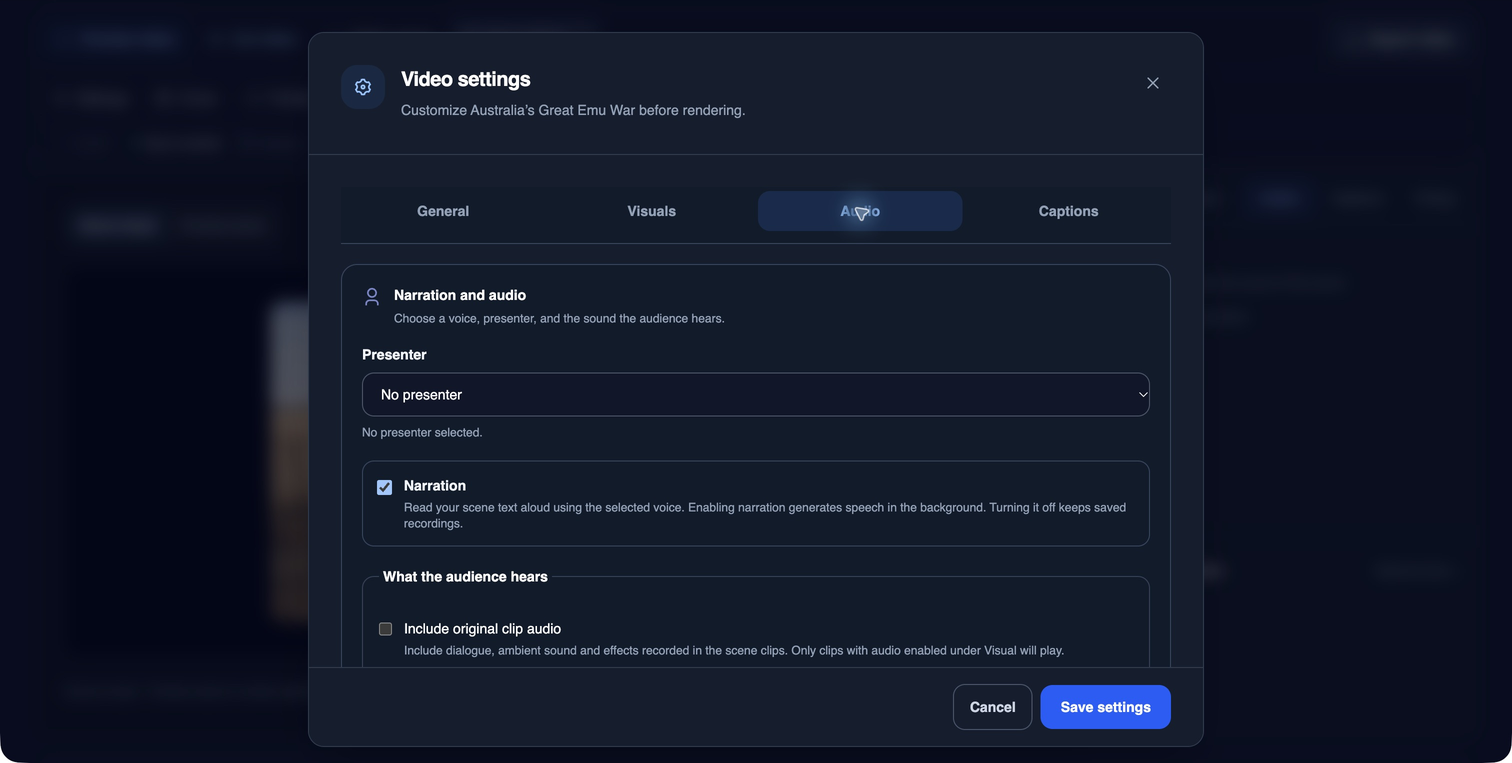 Video settings
Customize Australia's Great Emu War before rendering.
General
Visuals
Audio
Captions
Narration and audio
Choose a voice, presenter, and the sound the audience hears.
Presenter
No presenter
No presenter selected.
Narration
Read your scene text aloud using the selected voice. Enabling narration generates speech in the background. Turning it off keeps saved
recordings.
What the audience hears
Include original clip audio
Include dialogue, ambient sound and effects recorded in the scene clips. Only clips with audio enabled under Visual will play.
Cancel
Save settings